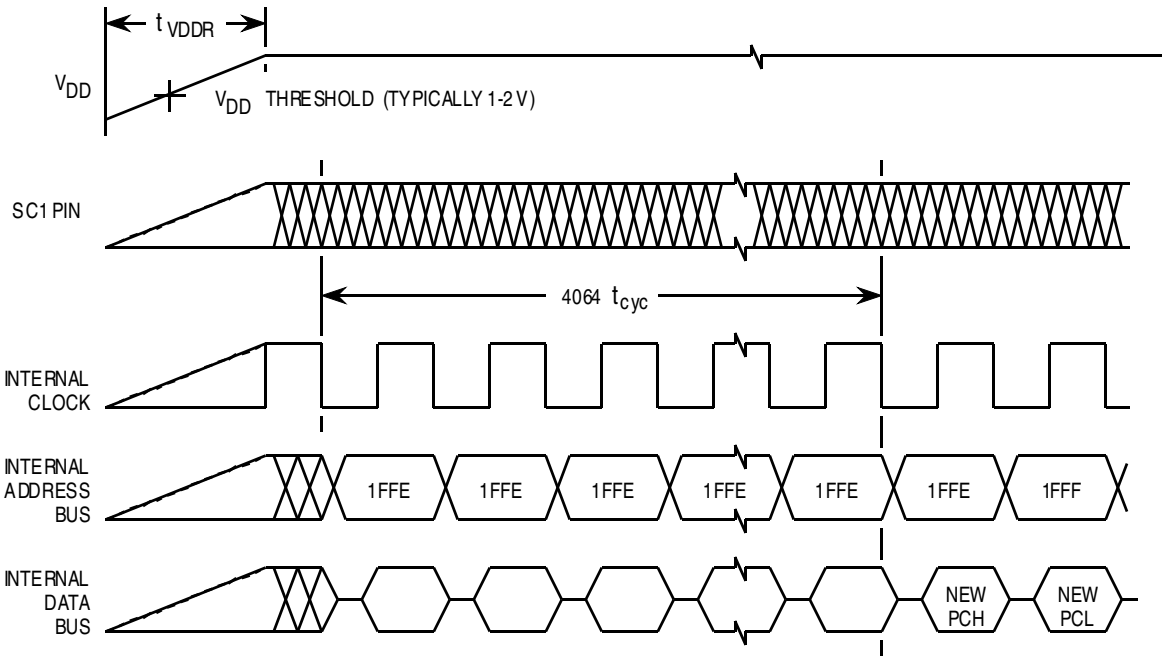 t VDDR
VDD
VDD THRESHOLD (TYPICALLY 1-2 V)
SC1 PIN
4064 tcyc
INTERNAL
CLOCK
INTERNAL
ADDRESS
BUS
1FFE 1FFE 1FFE 1FFE 1FFE 1FFE 1FFF
INTERNAL
DATA
BUS
NEW
PCH
NEW
PCL